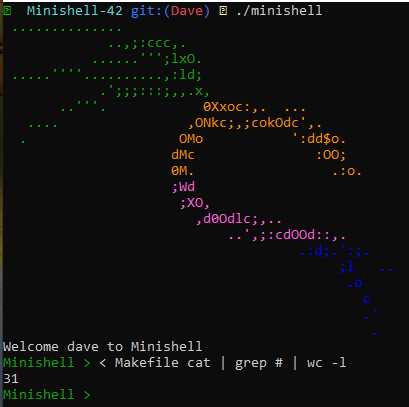 Minishell-42 git:(Dave) ./minishell
..............
..,;:ccc,.
......''';lxO.
.....''''..........,:ld;
.';;;:::;,,.x,
..'''. 0Xxoc:,. ...
.... ,ONkc;,;cokOdc',.
. OMo ':dd$o.
dMc :OO;
0M. .:o.
;Wd
;XO,
,d0Odlc;,..
..',;:cdOOd::,.
.:d;.':;.
;l ..
.o
c
.'
.
Welcome dave to Minishell
Minishell > < Makefile cat | grep # | wc -l
31
Minishell >